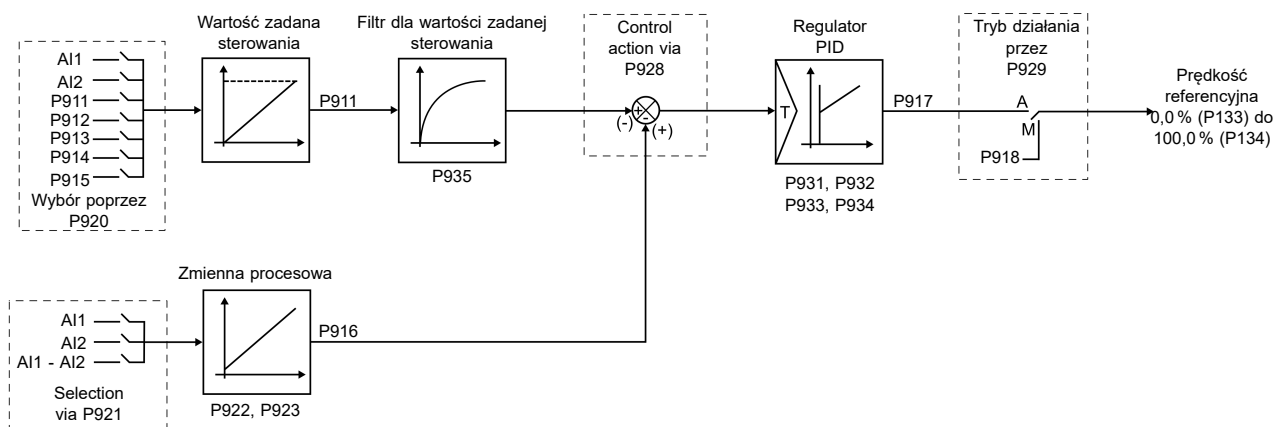 Wartość zadana
sterowania
Filtr dla wartości zadanej
sterowania
Control
action via
P928
Regulator
PID
Tryb działania
przez
P929
AI1
AI2
P911
P912
P913
P914
P915
Wybór poprzez
P920
P911
P935
(-)
+
-
(+)
T
P931, P932
P933, P934
P917
A
M
P918
Prędkość
referencyjna
0,0 % (P133) do
100,0 % (P134)
Zmienna procesowa
AI1
AI2
AI1 - AI2
Selection
via P921
P916
P922, P923